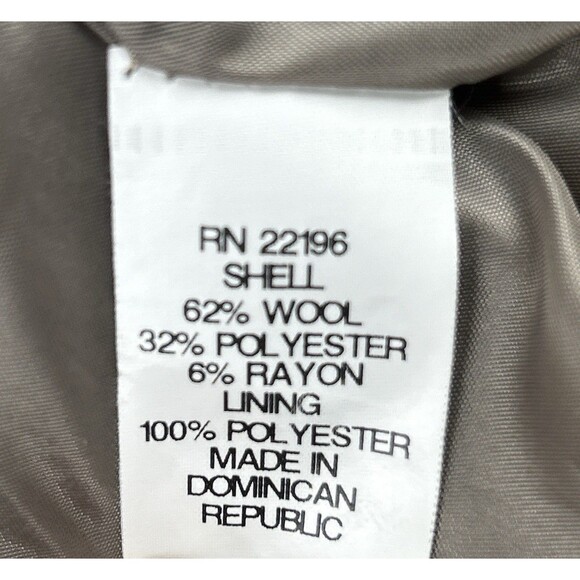 RN 22196
SHELL
62% WOOL
32% POLYESTER
6% RAYON
LINING
100% POLYESTER
MADE IN
DOMINICAN
REPUBLIC